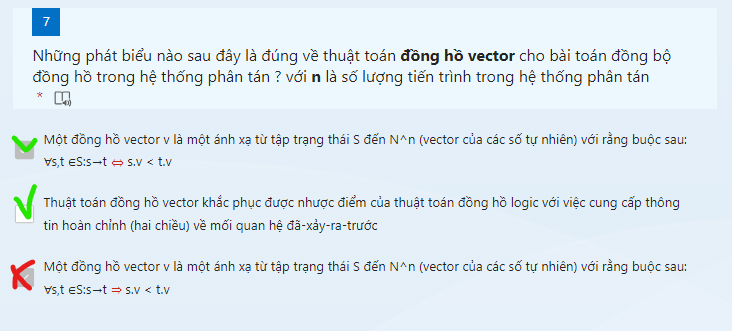 7
Những phát biểu nào sau đây là đúng về thuật toán đồng hồ vector cho bài toán đồng bộ
đồng hồ trong hệ thống phân tán ? với n là số lượng tiến trình trong hệ thống phân tán
*
Một đồng hồ vector v là một ánh xạ từ tập trạng thái S đến N^n (vector của các số tự nhiên) với rằng buộc sau:
∀s,t ∈S:s→t ⇔ s.v < t.v
Thuật toán đồng hồ vector khắc phục được nhược điểm của thuật toán đồng hồ logic với việc cung cấp thông
tin hoàn chỉnh (hai chiều) về mối quan hệ đã-xảy-ra-trước
Một đồng hồ vector v là một ánh xạ từ tập trạng thái S đến N^n (vector của các số tự nhiên) với rằng buộc sau:
∀s,t ∈S:s→t ⇒ s.v < t.v